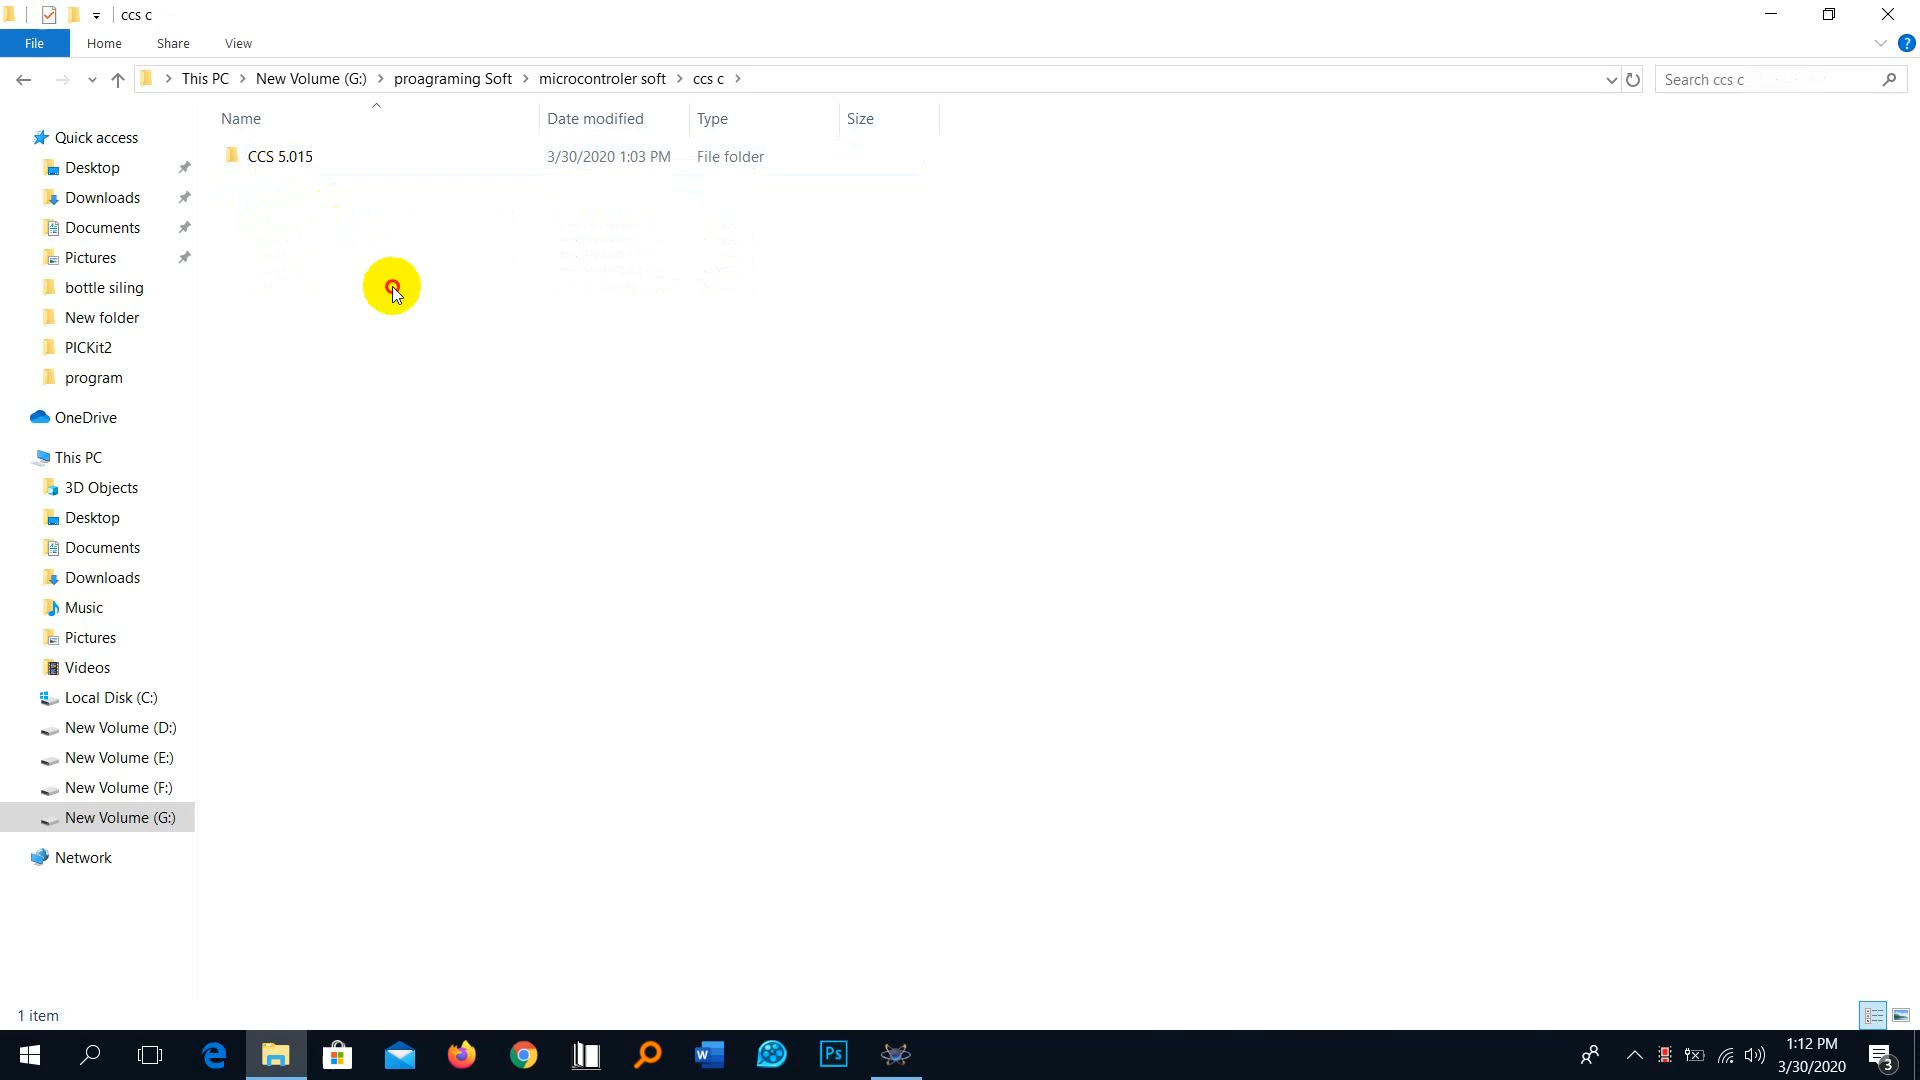 ccs c
File
Home
Share
View
This PC
New Volume (G:)
proagraming Soft
microcontroler soft
ccs c
Search ccs c
Name
Date modified
Type
Size
CCS 5.015
3/30/2020 1:03 PM
File folder
Quick access
Desktop
Downloads
Documents
Pictures
bottle siling
New folder
PICKit2
program
OneDrive
This PC
3D Objects
Desktop
Documents
Downloads
Music
Pictures
Videos
Local Disk (C:)
New Volume (D:)
New Volume (E:)
New Volume (F:)
New Volume (G:)
Network
1 item
W
Ps
1:12 PM
3/30/2020
3